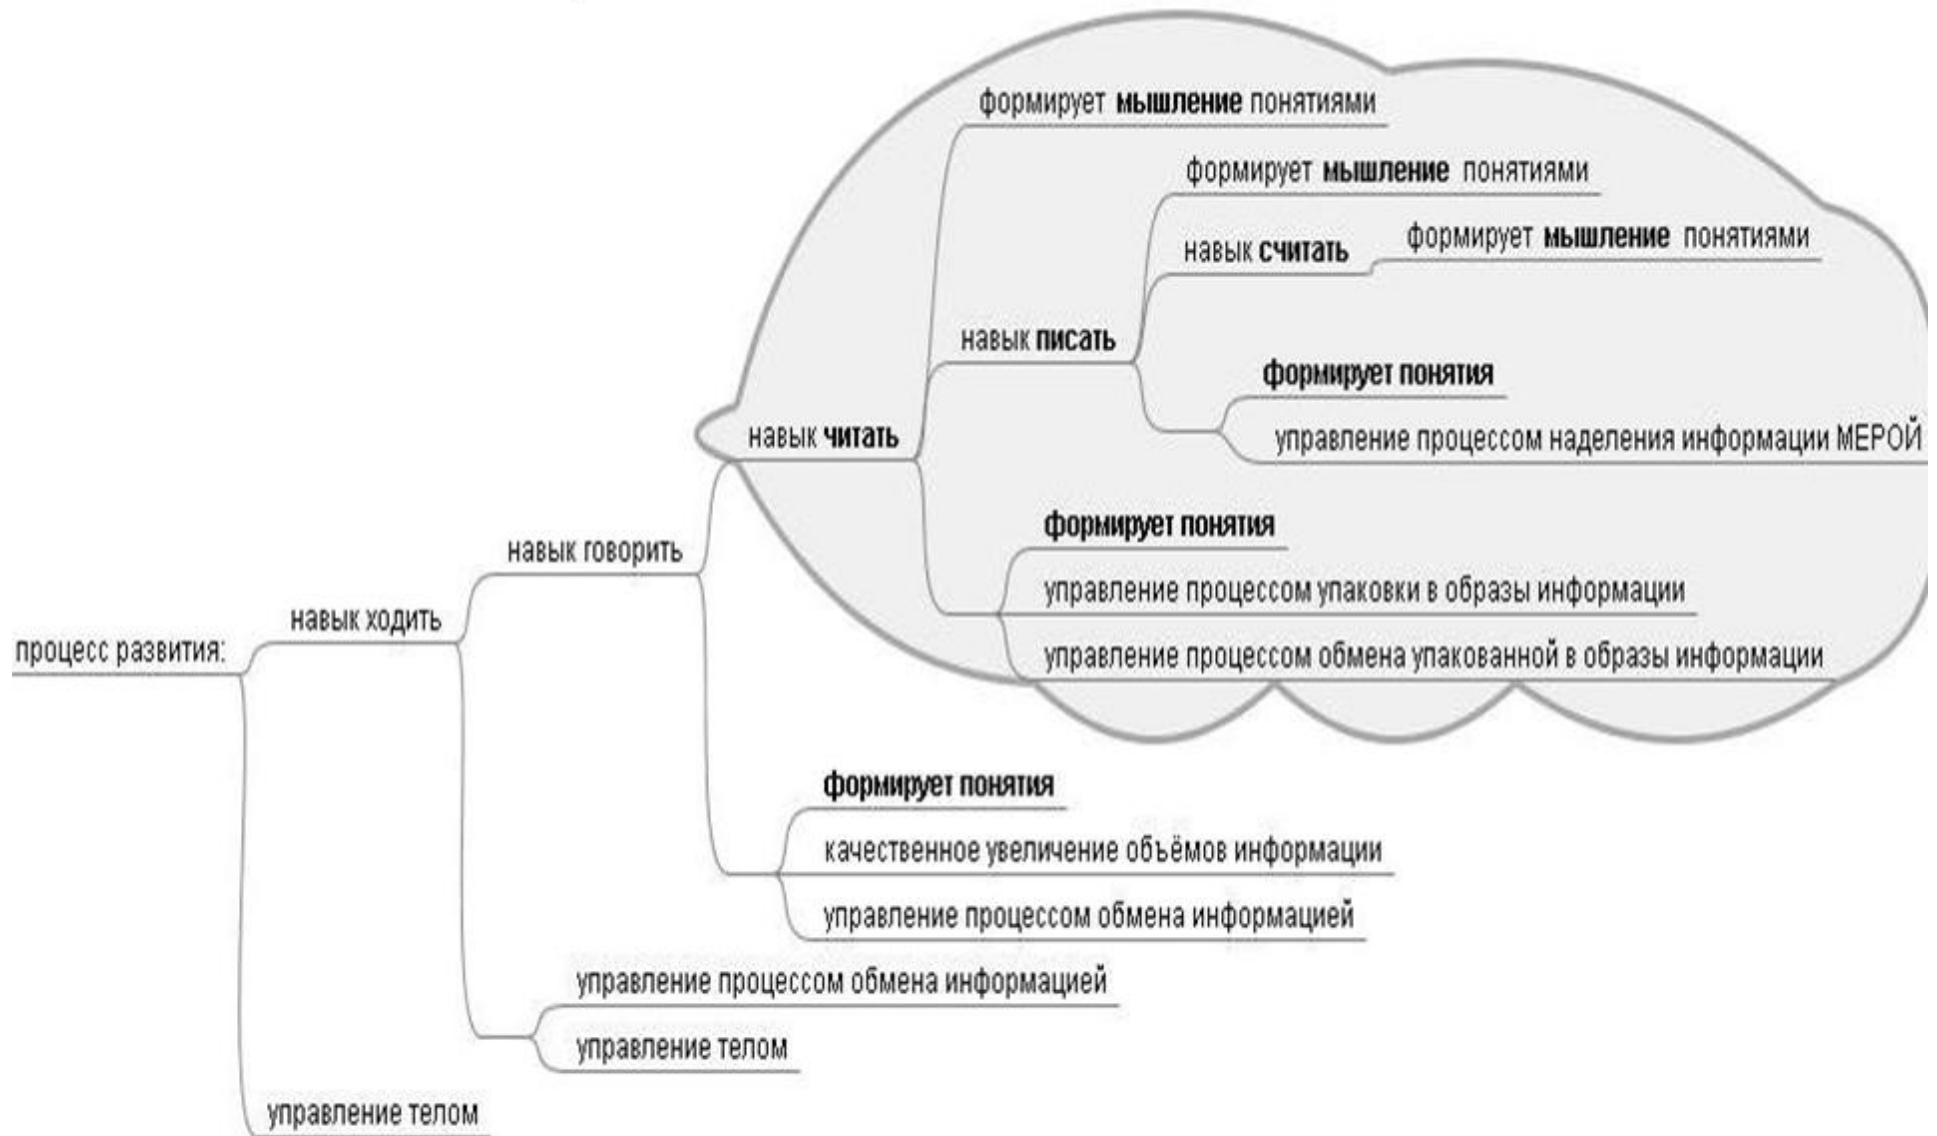 формирует мышление понятиями
формирует мышление понятиями
навык считать
формирует мышление понятиями
навык писать
формирует понятия
управление процессом наделения информации МЕРОЙ
навык читать
формирует понятия
управление процессом упаковки в образы информации
управление процессом обмена упакованной в образы информации
навык говорить
навык ходить
процесс развития:
формирует понятия
качественное увеличение объёмов информации
управление процессом обмена информацией
управление процессом обмена информацией
управление телом
управление телом